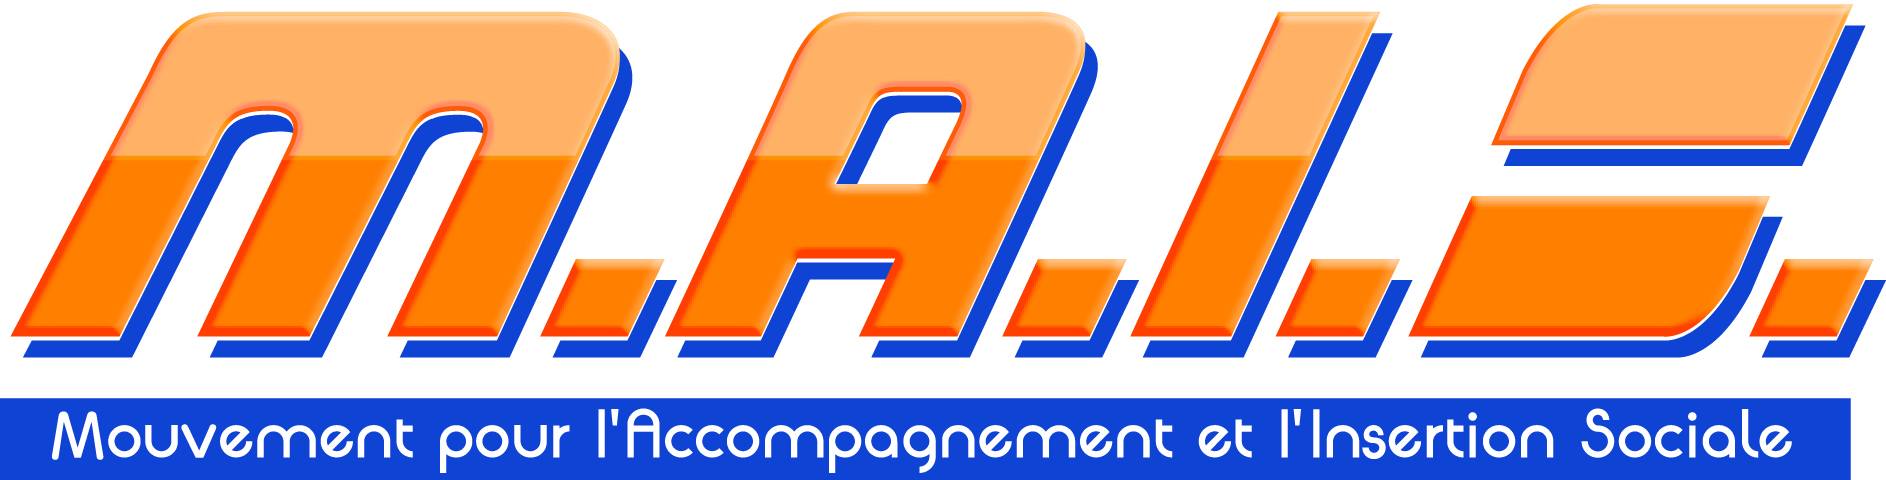 M.A.I.S.
Mouvement pour l'Accompagnement et l'Insertion Sociale